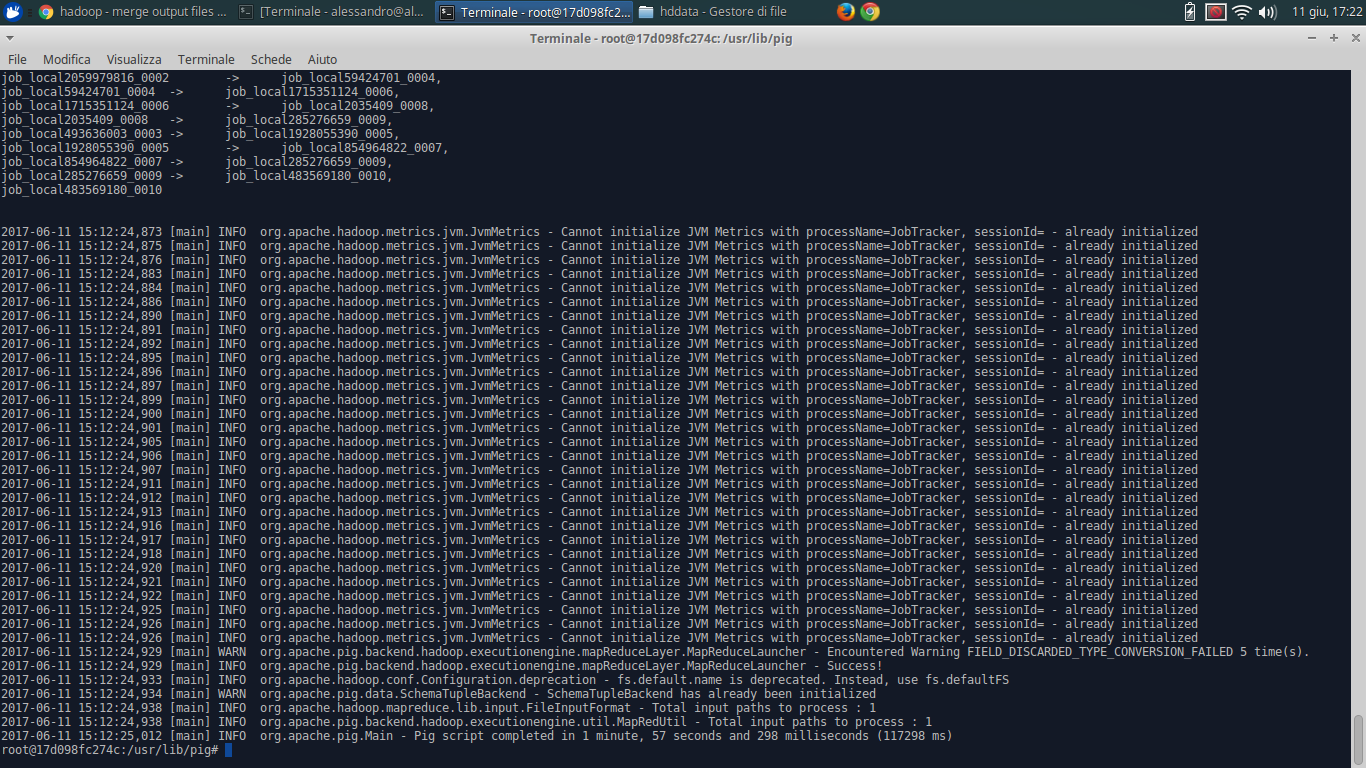 hadoop - merge output files ...
[Terminale - alessandro@al...
Terminale - root@17d098fc2...
hddata - Gestore di file
11 giu, 17:22
Terminale - root@17d098fc274c: /usr/lib/pig
File Modifica Visualizza Terminale Schede Aiuto
job_local2059979816_0002 -> job_local59424701_0004,
job_local59424701_0004 -> job_local1715351124_0006,
job_local1715351124_0006 -> job_local2035409_0008,
job_local2035409_0008 -> job_local285276659_0009,
job_local493636003_0003 -> job_local1928055390_0005,
job_local1928055390_0005 -> job_local854964822_0007,
job_local854964822_0007 -> job_local285276659_0009,
job_local285276659_0009 -> job_local483569180_0010,
job_local483569180_0010
2017-06-11 15:12:24,873 [main] INFO org.apache.hadoop.metrics.jvm.JvmMetrics - Cannot initialize JVM Metrics with processName=JobTracker, sessionId= - already initialized
2017-06-11 15:12:24,875 [main] INFO org.apache.hadoop.metrics.jvm.JvmMetrics - Cannot initialize JVM Metrics with processName=JobTracker, sessionId= - already initialized
2017-06-11 15:12:24,876 [main] INFO org.apache.hadoop.metrics.jvm.JvmMetrics - Cannot initialize JVM Metrics with processName=JobTracker, sessionId= - already initialized
2017-06-11 15:12:24,883 [main] INFO org.apache.hadoop.metrics.jvm.JvmMetrics - Cannot initialize JVM Metrics with processName=JobTracker, sessionId= - already initialized
2017-06-11 15:12:24,884 [main] INFO org.apache.hadoop.metrics.jvm.JvmMetrics - Cannot initialize JVM Metrics with processName=JobTracker, sessionId= - already initialized
2017-06-11 15:12:24,886 [main] INFO org.apache.hadoop.metrics.jvm.JvmMetrics - Cannot initialize JVM Metrics with processName=JobTracker, sessionId= - already initialized
2017-06-11 15:12:24,890 [main] INFO org.apache.hadoop.metrics.jvm.JvmMetrics - Cannot initialize JVM Metrics with processName=JobTracker, sessionId= - already initialized
2017-06-11 15:12:24,891 [main] INFO org.apache.hadoop.metrics.jvm.JvmMetrics - Cannot initialize JVM Metrics with processName=JobTracker, sessionId= - already initialized
2017-06-11 15:12:24,892 [main] INFO org.apache.hadoop.metrics.jvm.JvmMetrics - Cannot initialize JVM Metrics with processName=JobTracker, sessionId= - already initialized
2017-06-11 15:12:24,895 [main] INFO org.apache.hadoop.metrics.jvm.JvmMetrics - Cannot initialize JVM Metrics with processName=JobTracker, sessionId= - already initialized
2017-06-11 15:12:24,896 [main] INFO org.apache.hadoop.metrics.jvm.JvmMetrics - Cannot initialize JVM Metrics with processName=JobTracker, sessionId= - already initialized
2017-06-11 15:12:24,897 [main] INFO org.apache.hadoop.metrics.jvm.JvmMetrics - Cannot initialize JVM Metrics with processName=JobTracker, sessionId= - already initialized
2017-06-11 15:12:24,899 [main] INFO org.apache.hadoop.metrics.jvm.JvmMetrics - Cannot initialize JVM Metrics with processName=JobTracker, sessionId= - already initialized
2017-06-11 15:12:24,900 [main] INFO org.apache.hadoop.metrics.jvm.JvmMetrics - Cannot initialize JVM Metrics with processName=JobTracker, sessionId= - already initialized
2017-06-11 15:12:24,901 [main] INFO org.apache.hadoop.metrics.jvm.JvmMetrics - Cannot initialize JVM Metrics with processName=JobTracker, sessionId= - already initialized
2017-06-11 15:12:24,905 [main] INFO org.apache.hadoop.metrics.jvm.JvmMetrics - Cannot initialize JVM Metrics with processName=JobTracker, sessionId= - already initialized
2017-06-11 15:12:24,906 [main] INFO org.apache.hadoop.metrics.jvm.JvmMetrics - Cannot initialize JVM Metrics with processName=JobTracker, sessionId= - already initialized
2017-06-11 15:12:24,907 [main] INFO org.apache.hadoop.metrics.jvm.JvmMetrics - Cannot initialize JVM Metrics with processName=JobTracker, sessionId= - already initialized
2017-06-11 15:12:24,911 [main] INFO org.apache.hadoop.metrics.jvm.JvmMetrics - Cannot initialize JVM Metrics with processName=JobTracker, sessionId= - already initialized
2017-06-11 15:12:24,912 [main] INFO org.apache.hadoop.metrics.jvm.JvmMetrics - Cannot initialize JVM Metrics with processName=JobTracker, sessionId= - already initialized
2017-06-11 15:12:24,913 [main] INFO org.apache.hadoop.metrics.jvm.JvmMetrics - Cannot initialize JVM Metrics with processName=JobTracker, sessionId= - already initialized
2017-06-11 15:12:24,916 [main] INFO org.apache.hadoop.metrics.jvm.JvmMetrics - Cannot initialize JVM Metrics with processName=JobTracker, sessionId= - already initialized
2017-06-11 15:12:24,917 [main] INFO org.apache.hadoop.metrics.jvm.JvmMetrics - Cannot initialize JVM Metrics with processName=JobTracker, sessionId= - already initialized
2017-06-11 15:12:24,918 [main] INFO org.apache.hadoop.metrics.jvm.JvmMetrics - Cannot initialize JVM Metrics with processName=JobTracker, sessionId= - already initialized
2017-06-11 15:12:24,920 [main] INFO org.apache.hadoop.metrics.jvm.JvmMetrics - Cannot initialize JVM Metrics with processName=JobTracker, sessionId= - already initialized
2017-06-11 15:12:24,921 [main] INFO org.apache.hadoop.metrics.jvm.JvmMetrics - Cannot initialize JVM Metrics with processName=JobTracker, sessionId= - already initialized
2017-06-11 15:12:24,922 [main] INFO org.apache.hadoop.metrics.jvm.JvmMetrics - Cannot initialize JVM Metrics with processName=JobTracker, sessionId= - already initialized
2017-06-11 15:12:24,925 [main] INFO org.apache.hadoop.metrics.jvm.JvmMetrics - Cannot initialize JVM Metrics with processName=JobTracker, sessionId= - already initialized
2017-06-11 15:12:24,926 [main] INFO org.apache.hadoop.metrics.jvm.JvmMetrics - Cannot initialize JVM Metrics with processName=JobTracker, sessionId= - already initialized
2017-06-11 15:12:24,926 [main] INFO org.apache.hadoop.metrics.jvm.JvmMetrics - Cannot initialize JVM Metrics with processName=JobTracker, sessionId= - already initialized
2017-06-11 15:12:24,929 [main] WARN org.apache.pig.backend.hadoop.executionengine.mapReduceLayer.MapReduceLauncher - Encountered Warning FIELD_DISCARDED_TYPE_CONVERSION_FAILED 5 time(s).
2017-06-11 15:12:24,929 [main] INFO org.apache.pig.backend.hadoop.executionengine.mapReduceLayer.MapReduceLauncher - Success!
2017-06-11 15:12:24,933 [main] INFO org.apache.hadoop.conf.Configuration.deprecation - fs.default.name is deprecated. Instead, use fs.defaultFS
2017-06-11 15:12:24,934 [main] WARN org.apache.pig.data.SchemaTupleBackend - SchemaTupleBackend has already been initialized
2017-06-11 15:12:24,938 [main] INFO org.apache.hadoop.mapreduce.lib.input.FileInputFormat - Total input paths to process : 1
2017-06-11 15:12:24,938 [main] INFO org.apache.pig.backend.hadoop.executionengine.util.MapRedUtil - Total input paths to process : 1
2017-06-11 15:12:25,012 [main] INFO org.apache.pig.Main - Pig script completed in 1 minute, 57 seconds and 298 milliseconds (117298 ms)
root@17d098fc274c:/usr/lib/pig#